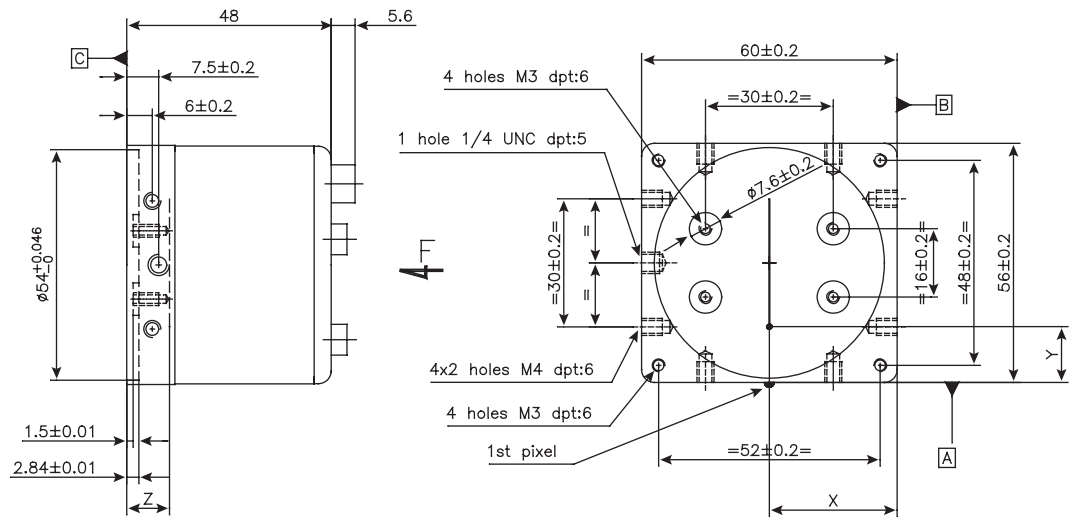 48
5.6
C
7.5±0.2
6±0.2
60±0.2
4 holes M3 dpt:6
=30±0.2=
B
1 hole 1/4 UNC dpt:5
ø7.6±0.2
ø54+0.046 -0
=30±0.2=
=
=
F
4
=16±0.2=
=48±0.2=
56±0.2
Y
4x2 holes M4 dpt:6
4 holes M3 dpt:6
1.5±0.01
1st pixel
=52±0.2=
A
2.84±0.01
Z
X